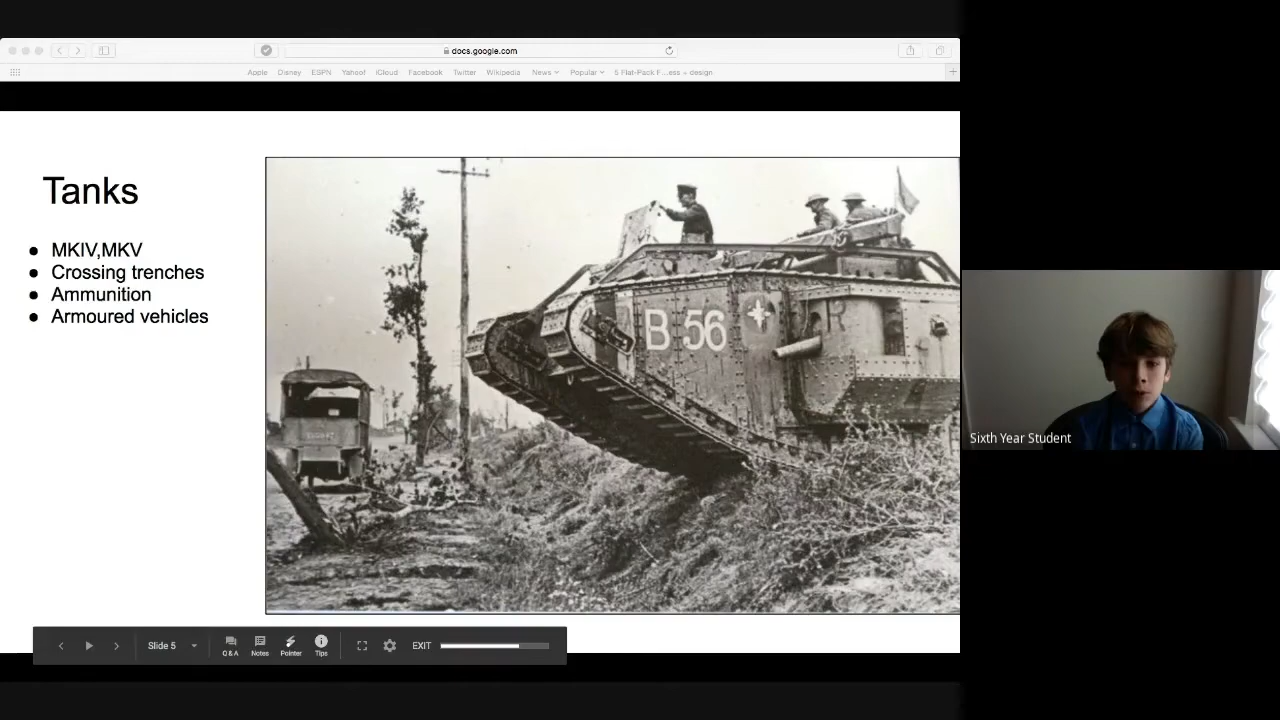 docs.google.com
Apple Disney ESPN Yahoo! iCloud Facebook Twitter Wikipedia News Popular 5 Flat-Pack F...ess – design
Tanks
MKIV,MKV
Crossing trenches
Ammunition
Armoured vehicles
B 56
R
Sixth Year Student
Slide 5
Q & A Notes Pointer Tips
EXIT